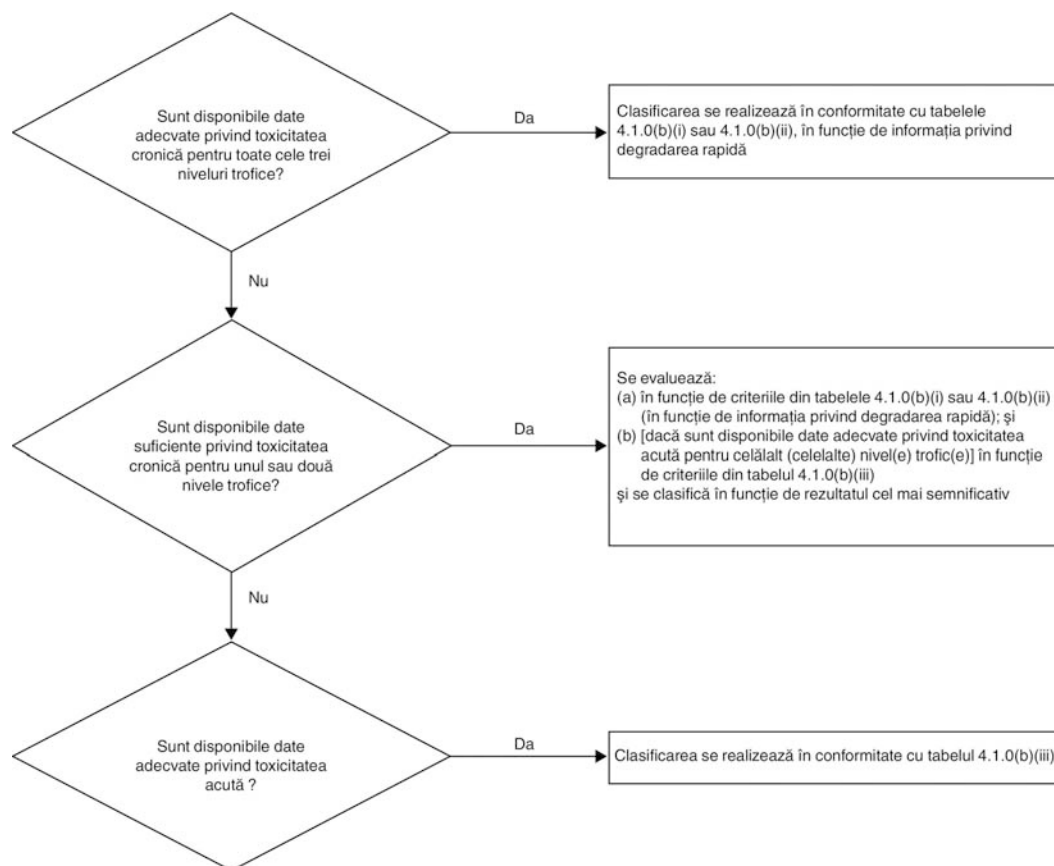 Sunt disponibile date
adecvate privind toxicitatea
cronică pentru toate cele trei
niveluri trofice?
Da
Clasificarea se realizează în conformitate cu tabelele
4.1.0(b)(i) sau 4.1.0(b)(ii), în funcție de informația privind
degradarea rapidă
Nu
Sunt disponibile date
suficiente privind toxicitatea
cronică pentru unul sau două
nivele trofice?
Da
Se evaluează:
(a) în funcție de criteriile din tabelele 4.1.0(b)(i) sau 4.1.0(b)(ii)
(în funcție de informația privind degradarea rapidă); şi
(b) [dacă sunt disponibile date adecvate privind toxicitatea
acută pentru celălalt (celelalte) nivel(e) trofic(e)] în funcție
de criteriile din tabelul 4.1.0(b)(iii)
şi se clasifică în funcție de rezultatul cel mai semnificativ
Nu
Sunt disponibile date
adecvate privind toxicitatea
acută ?
Da
Clasificarea se realizează în conformitate cu tabelul 4.1.0(b)(iii)